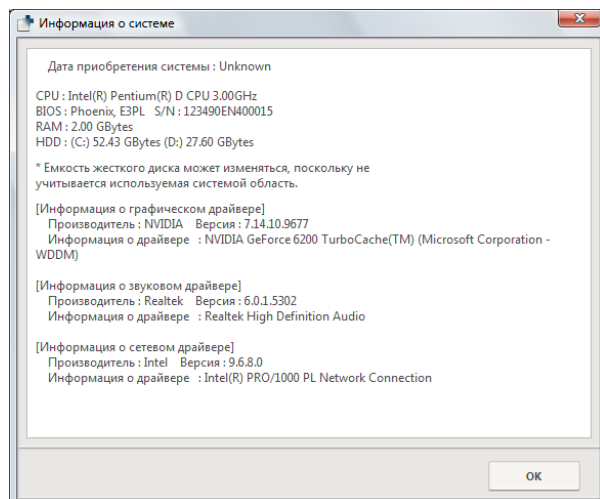 Информация о системе
Дата приобретения системы : Unknown
CPU : Intel(R) Pentium(R) D CPU 3.00GHz
BIOS : Phoenix, E3PL S/N : 123490EN400015
RAM : 2.00 GBytes
HDD : (C:) 52.43 GBytes (D:) 27.60 GBytes
* Емкость жесткого диска может изменяться, поскольку не
учитывается используемая системой область.
[Информация о графическом драйвере]
Производитель : NVIDIA Версия : 7.14.10.9677
Информация о драйвере : NVIDIA GeForce 6200 TurboCache(TM) (Microsoft Corporation -
WDDM)
[Информация о звуковом драйвере]
Производитель : Realtek Версия : 6.0.1.5302
Информация о драйвере : Realtek High Definition Audio
[Информация о сетевом драйвере]
Производитель : Intel Версия : 9.6.8.0
Информация о драйвере : Intel(R) PRO/1000 PL Network Connection
OK